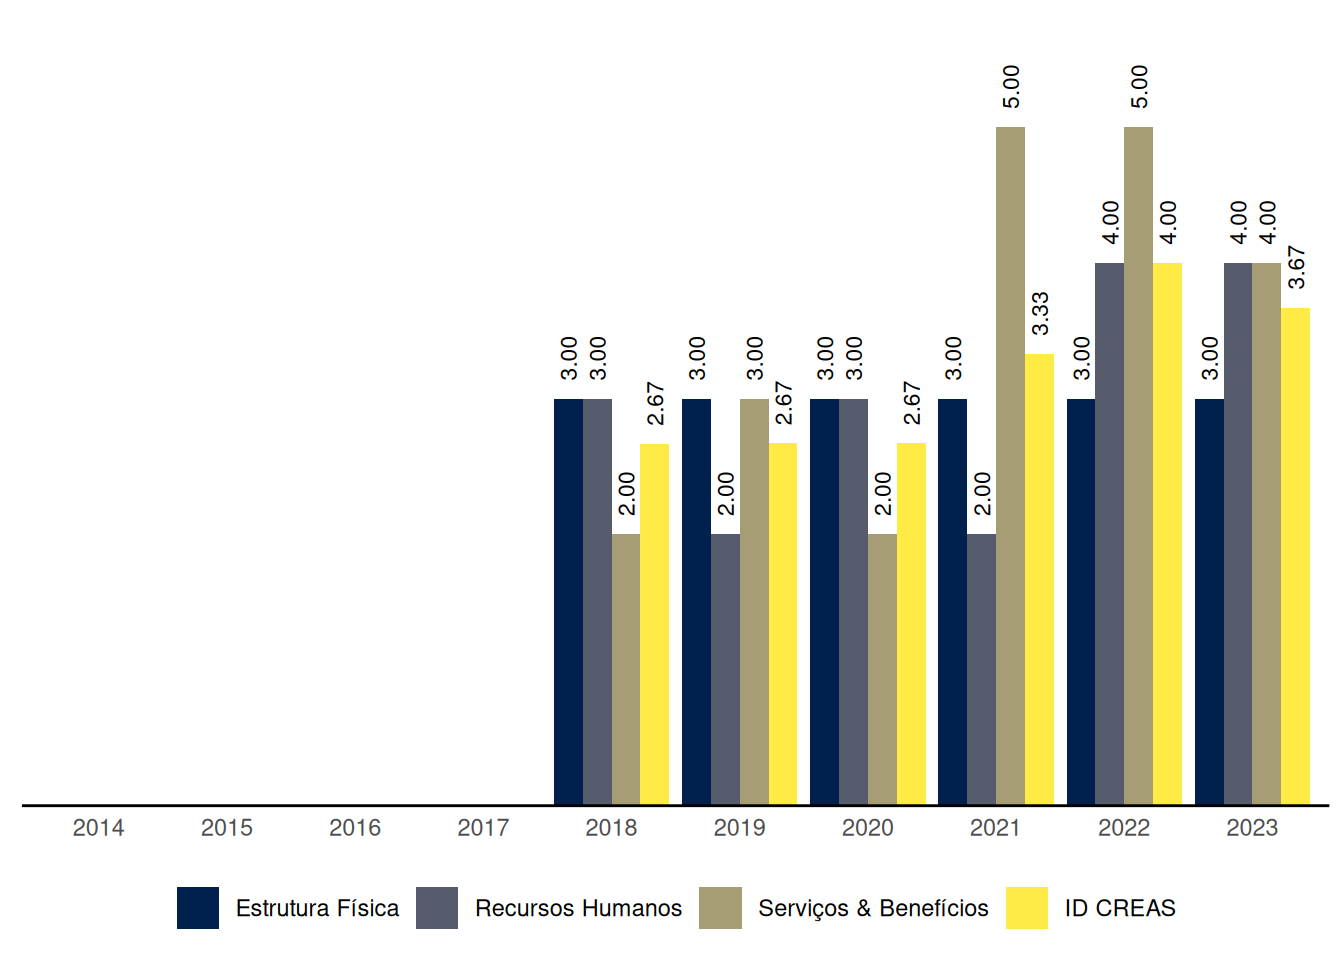 5.00 5.00
4.00 4.00 4.00 4.00
3.67
3.33
3.00 3.00 3.00 3.00 3.00 3.00 3.00 3.00 3.00
2.67 2.67 2.67
2.00 2.00 2.00 2.00
2014 2015 2016 2017 2018 2019 2020 2021 2022 2023
Estrutura Física Recursos Humanos Serviços & Benefícios ID CREAS